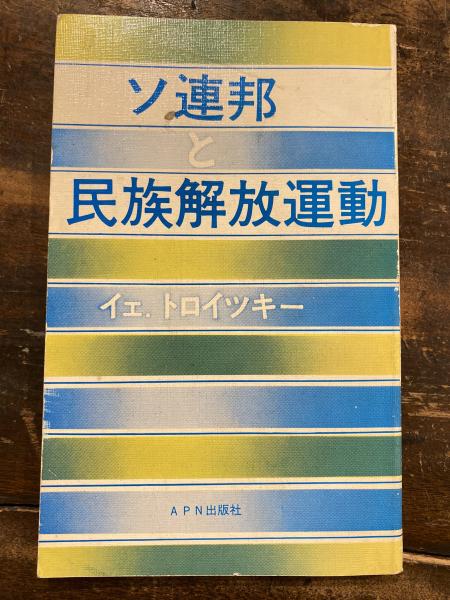 ソ連邦
と
民族解放運動
イェ.トロイツキー
APN出版社